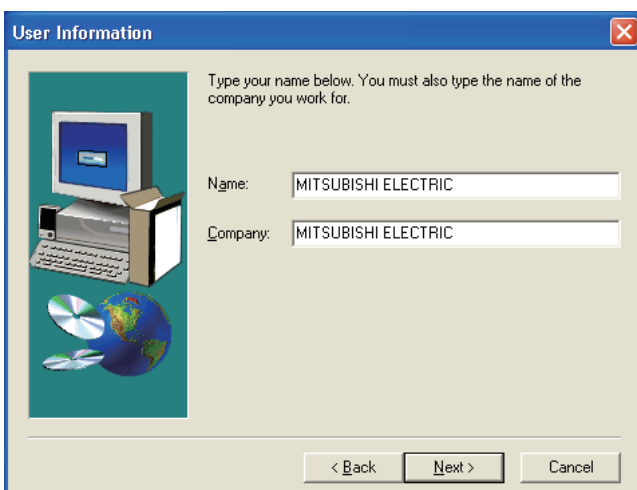 User Information
Type your name below. You must also type the name of the
company you work for.
Name: MITSUBISHI ELECTRIC
Company: MITSUBISHI ELECTRIC
< Back Next > Cancel